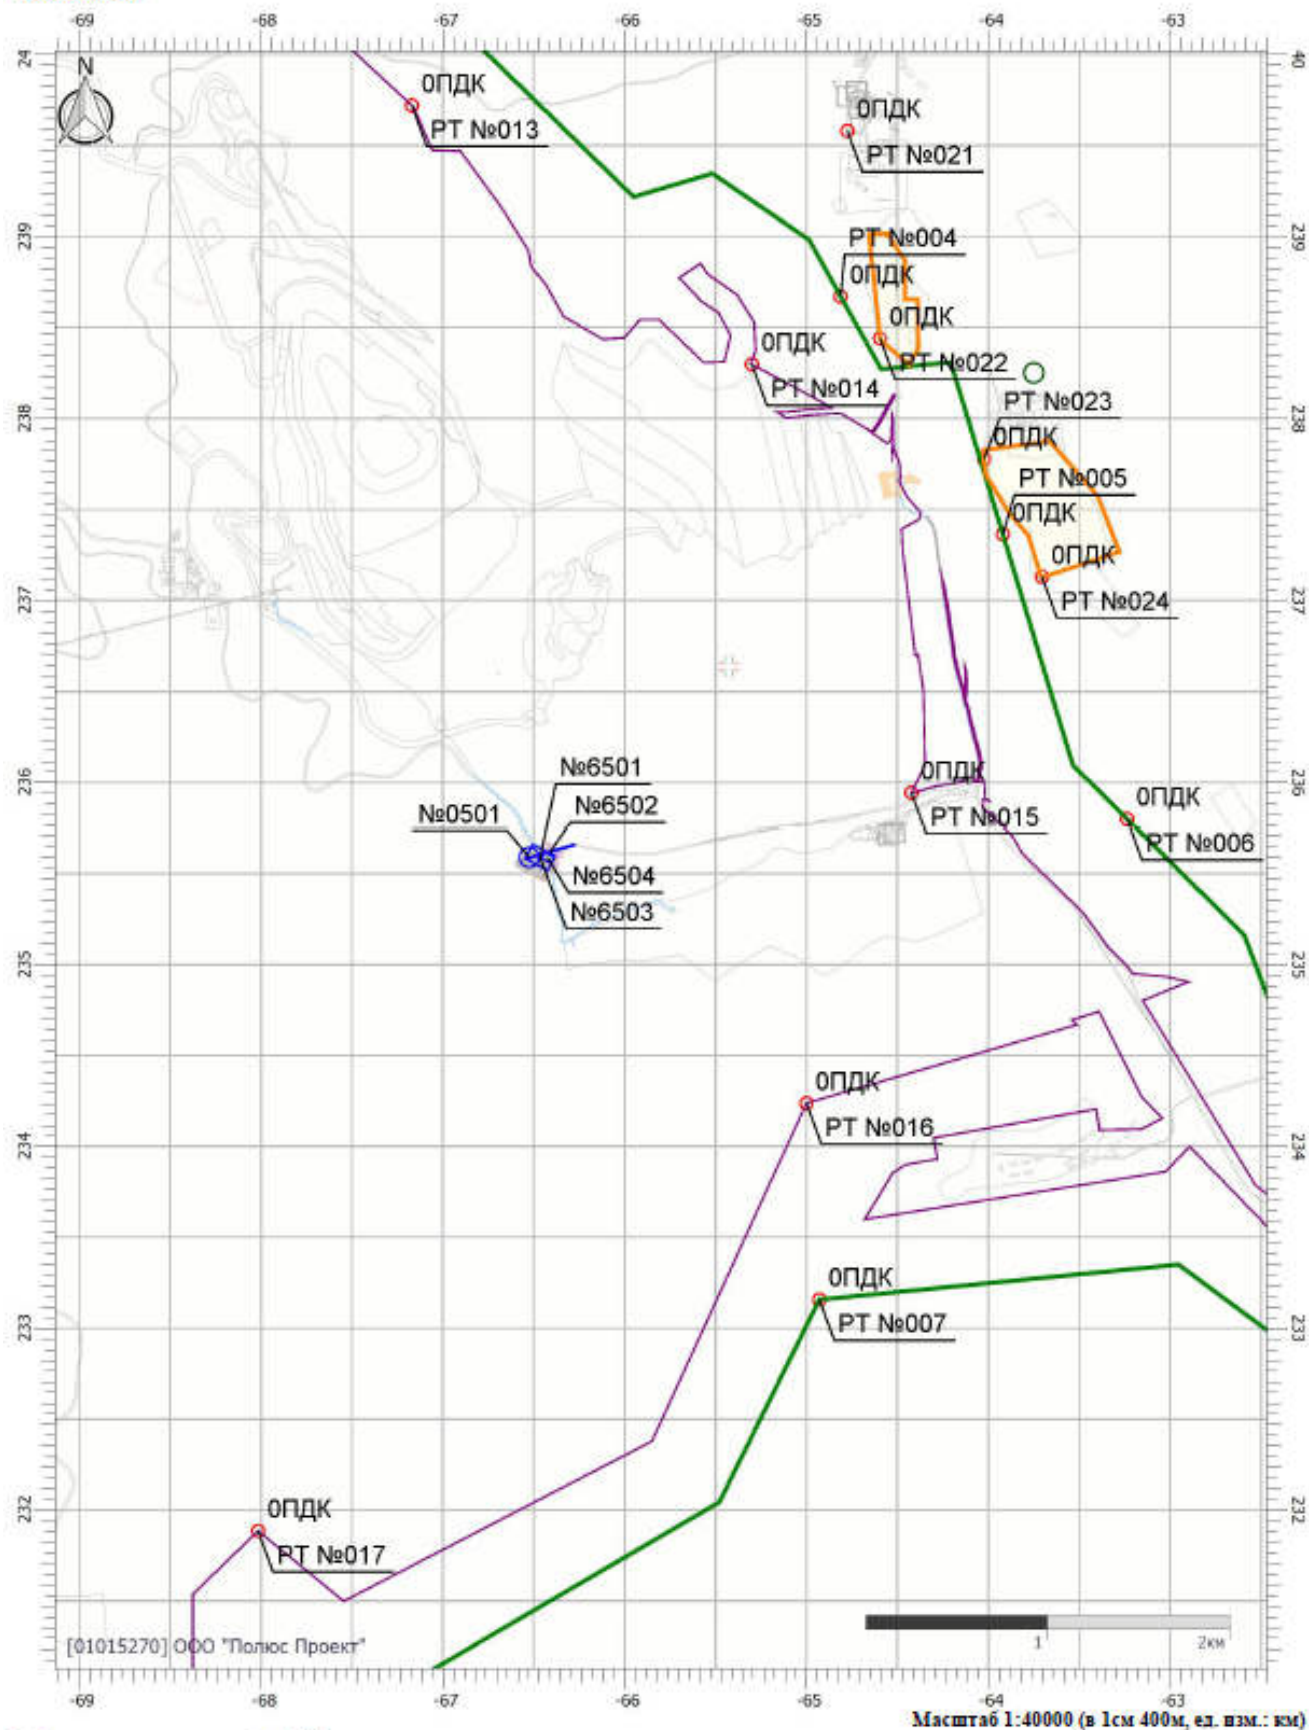 -69 -68 -67 -66 -65 -64 -63
24 40
N
0ПДК
РТ №013
0ПДК
РТ №021
239 239
РТ №004
0ПДК
0ПДК
РТ №022
0ПДК
РТ №014
238 238
РТ №023
0ПДК
РТ №005
0ПДК
0ПДК
РТ №024
237 237
№6501
№0501
№6502
№6504
№6503
236 236
0ПДК
РТ №015
0ПДК
РТ №006
235 235
0ПДК
РТ №016
234 234
0ПДК
РТ №007
233 233
232 232
0ПДК
РТ №017
[01015270] ООО "Полюс Проект"
1 2км
-69 -68 -67 -66 -65 -64 -63
Масштаб 1:40000 (в 1см 400м, ед. изм.: км)